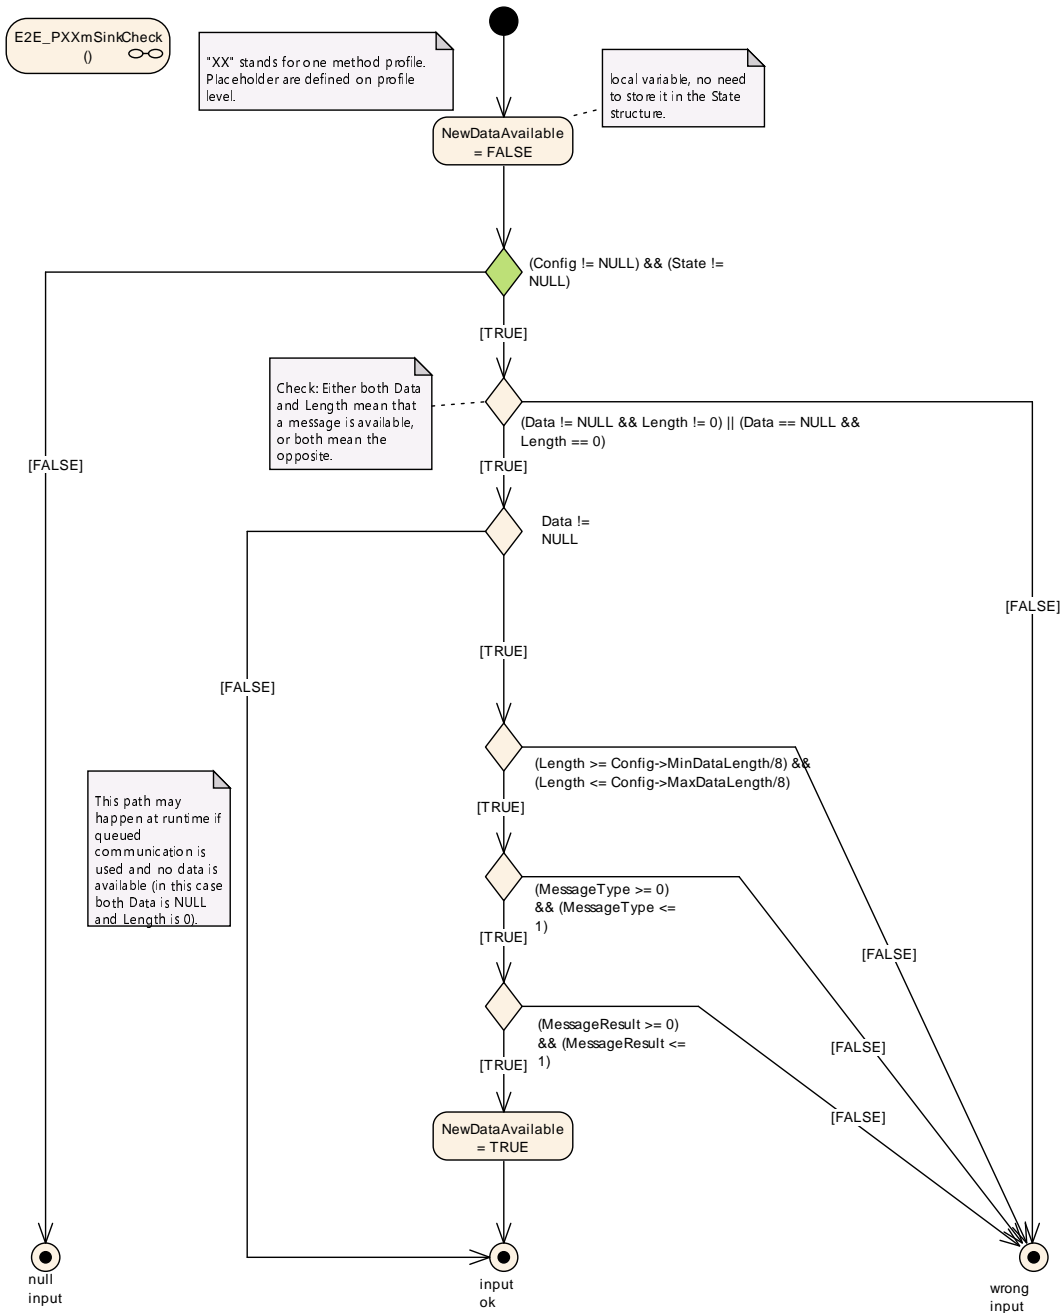 E2E_PXXmSinkCheck
()
"XX" stands for one method profile.
Placeholder are defined on profile
level.
local variable, no need
to store it in the State
structure.
NewDataAvailable
= FALSE
(Config != NULL) && (State !=
NULL)
[TRUE]
Check: Either both Data
and Length mean that
a message is available,
or both mean the
opposite.
(Data != NULL && Length != 0) || (Data == NULL &&
Length == 0)
[FALSE]
[TRUE]
Data !=
NULL
[FALSE]
[TRUE]
[FALSE]
(Length >= Config->MinDataLength/8) &&
(Length <= Config->MaxDataLength/8)
This path may
happen at runtime if
queued
communication is
used and no data is
available (in this case
both Data is NULL
and Length is 0).
[TRUE]
(MessageType >= 0)
&& (MessageType <=
1)
[TRUE]
[FALSE]
(MessageResult >= 0)
&& (MessageResult <=
1)
[FALSE]
[TRUE]
[FALSE]
NewDataAvailable
= TRUE
null
input
input
ok
wrong
input